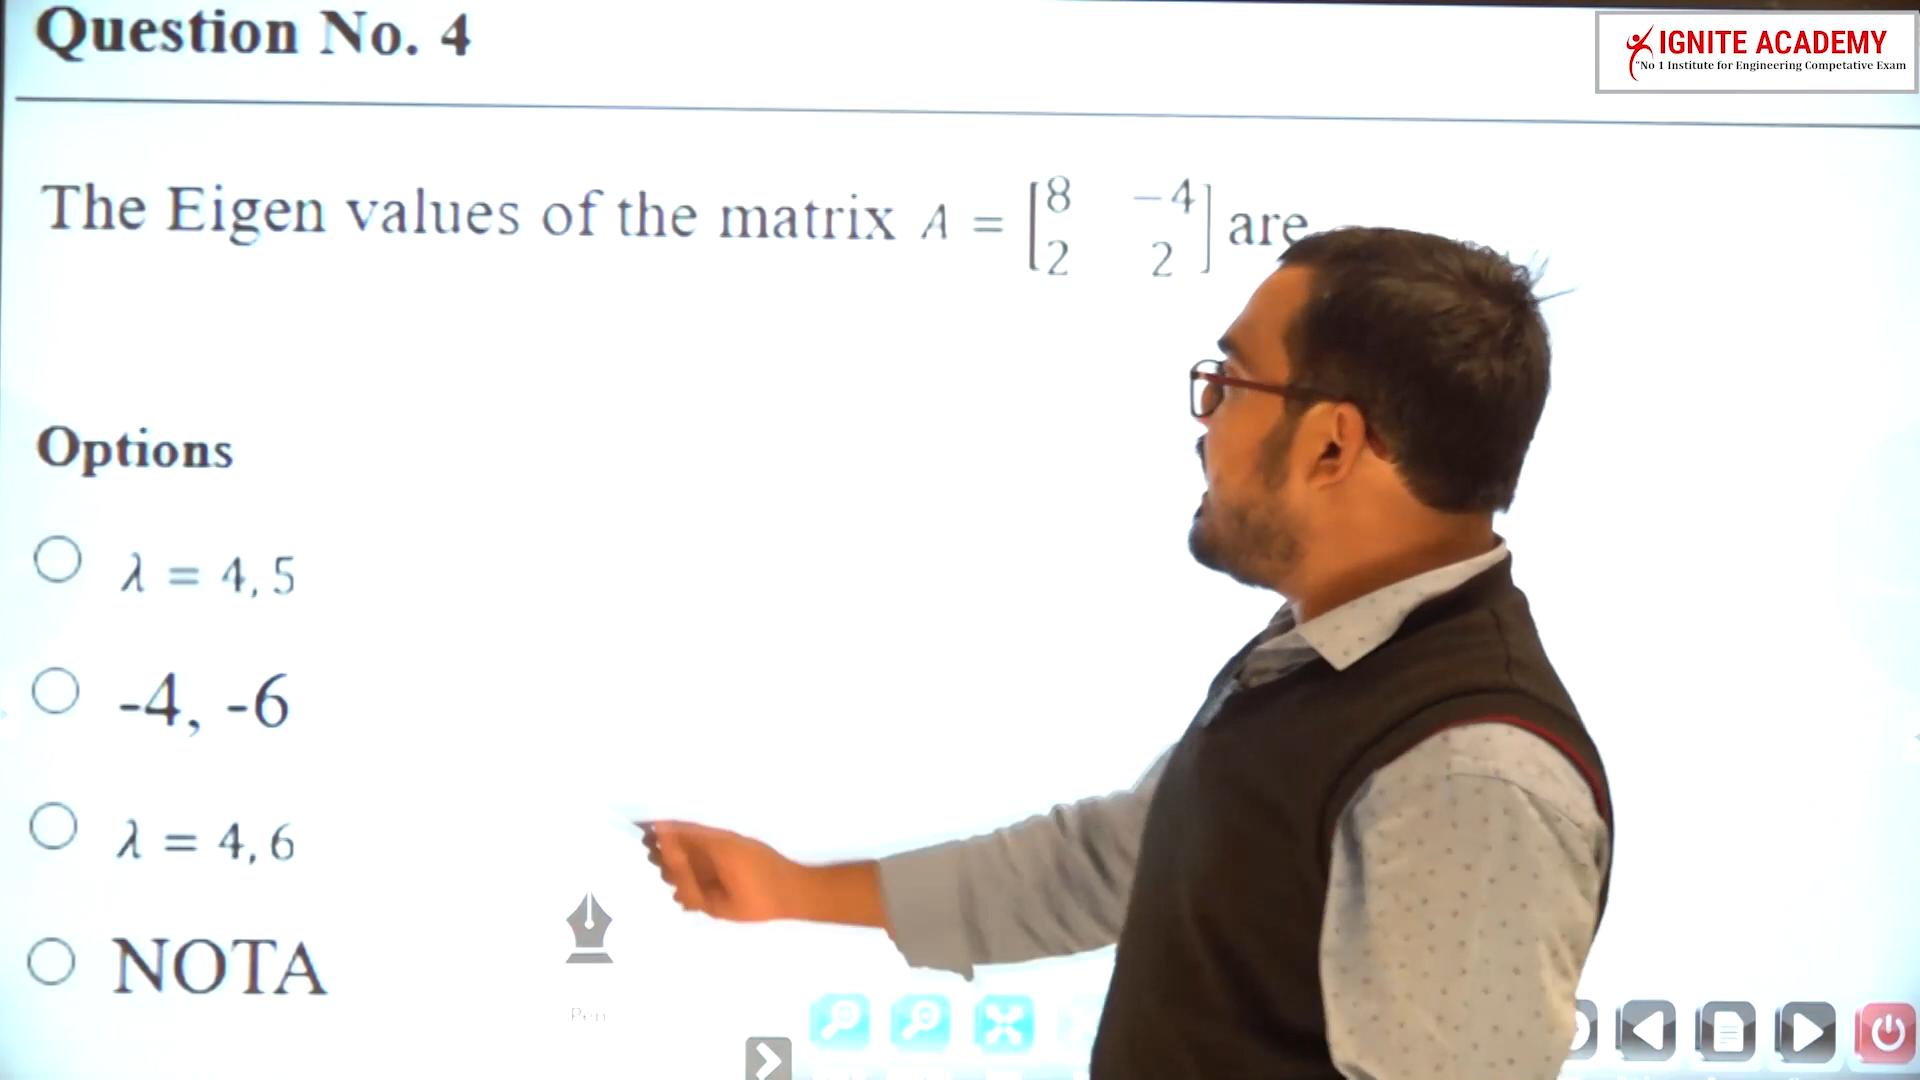 Question No. 4
IGNITE ACADEMY
"No 1 Institute for Engineering Competative Exam
The Eigen values of the matrix A = [8 -4
2 2] are
Options
λ = 4, 5
-4, -6
λ = 4, 6
NOTA
Pen